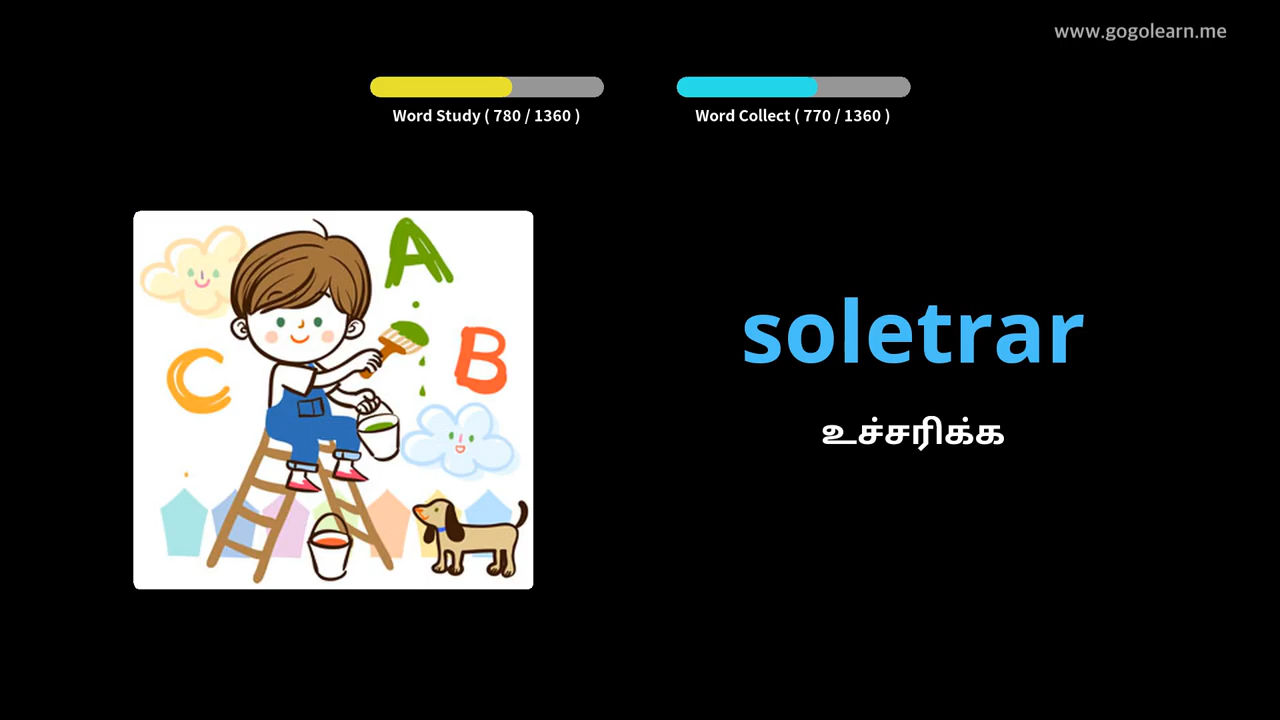 www.gogolearn.me
Word Study ( 780 / 1360 )
Word Collect ( 770 / 1360 )
A
B
C
soletrar
உச்சரிக்க